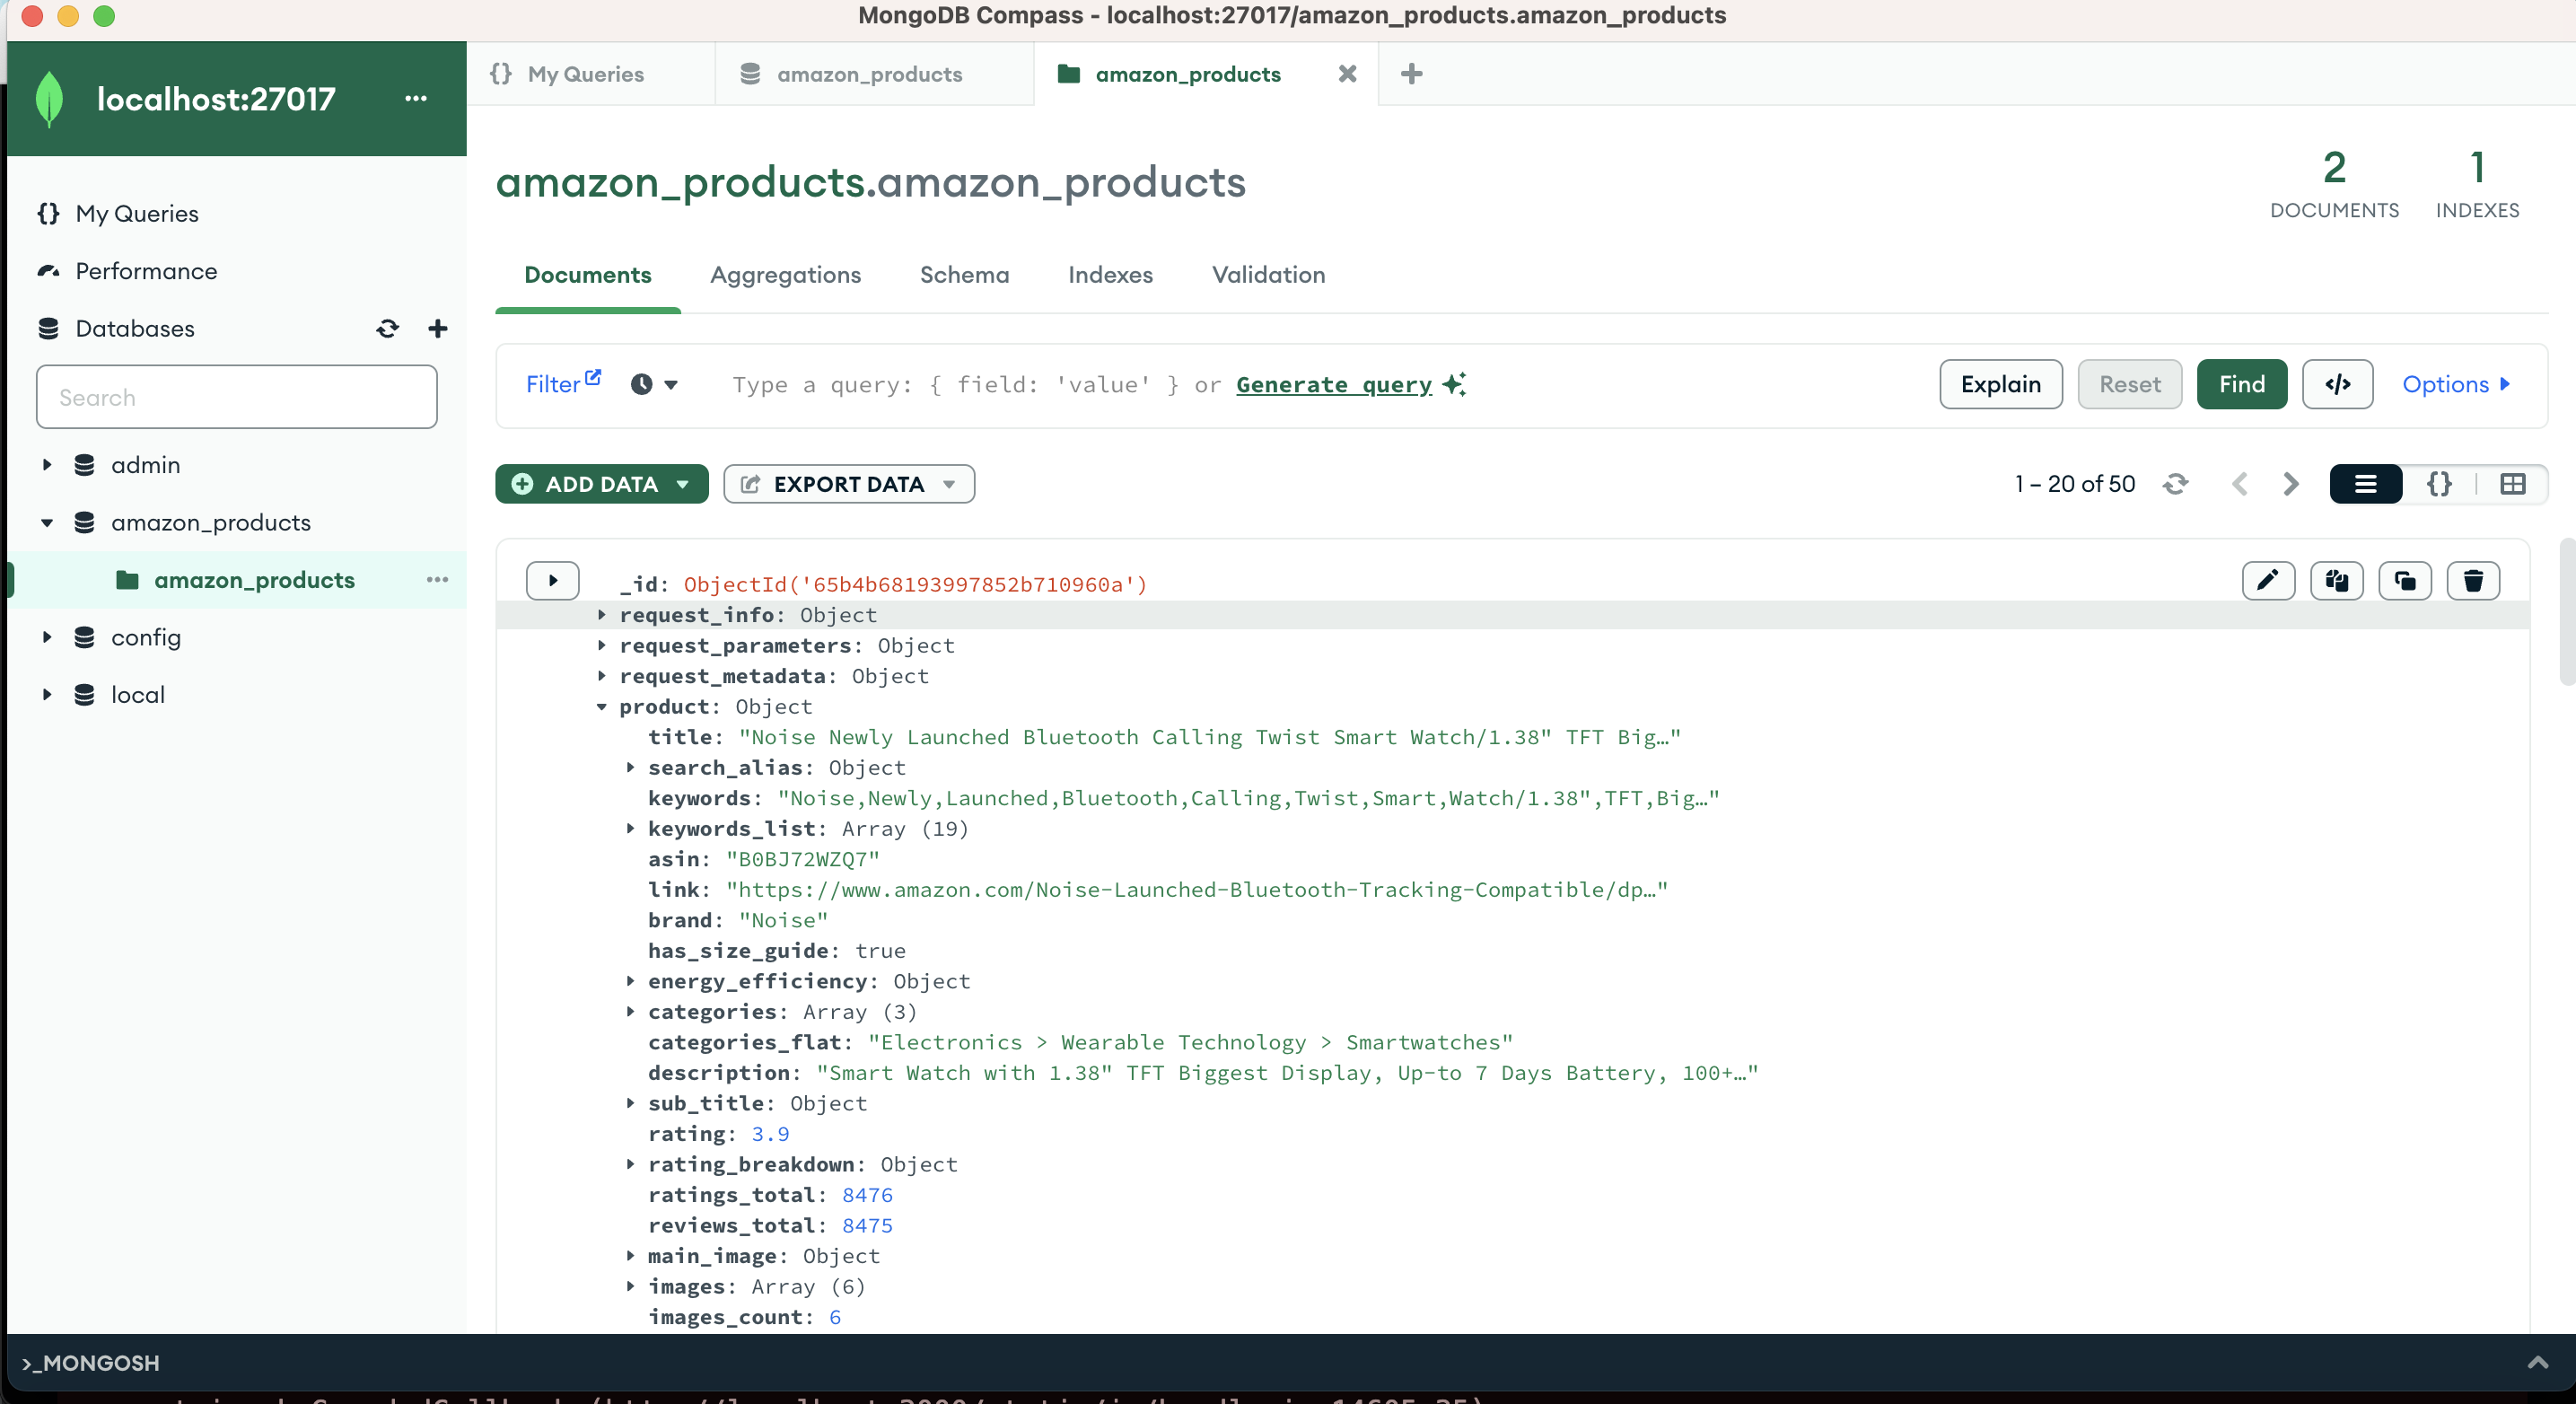 MongoDB Compass - localhost:27017/amazon_products.amazon_products
localhost:27017
My Queries
amazon_products
amazon_products
My Queries
Performance
Databases
Search
admin
amazon_products
amazon_products
config
local
amazon_products.amazon_products
2
DOCUMENTS
1
INDEXES
Documents
Aggregations
Schema
Indexes
Validation
Filter
Type a query: { field: 'value' } or Generate query
Explain
Reset
Find
</>
Options
ADD DATA
EXPORT DATA
1 – 20 of 50
{}
_id: ObjectId('65b4b68193997852b710960a')
request_info: Object
request_parameters: Object
request_metadata: Object
product: Object
title: "Noise Newly Launched Bluetooth Calling Twist Smart Watch/1.38" TFT Big…"
search_alias: Object
keywords: "Noise,Newly,Launched,Bluetooth,Calling,Twist,Smart,Watch/1.38",TFT,Big…"
keywords_list: Array (19)
asin: "B0BJ72WZQ7"
link: "https://www.amazon.com/Noise-Launched-Bluetooth-Tracking-Compatible/dp…"
brand: "Noise"
has_size_guide: true
energy_efficiency: Object
categories: Array (3)
categories_flat: "Electronics > Wearable Technology > Smartwatches"
description: "Smart Watch with 1.38" TFT Biggest Display, Up-to 7 Days Battery, 100+…"
sub_title: Object
rating: 3.9
rating_breakdown: Object
ratings_total: 8476
reviews_total: 8475
main_image: Object
images: Array (6)
images_count: 6
>_MONGOSH